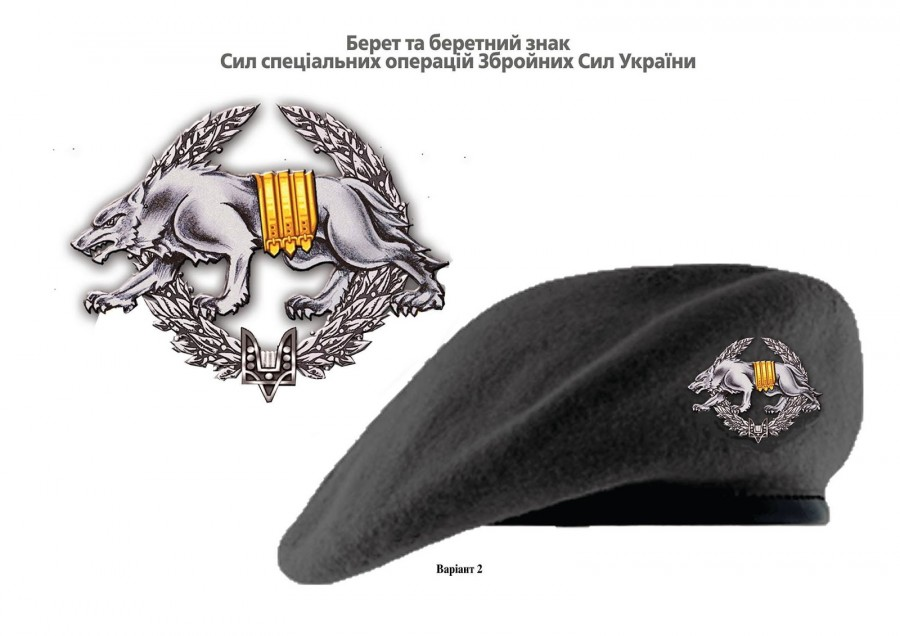 Берет та беретний знак
Сил спеціальних операцій Збройних Сил України
Варіант 2